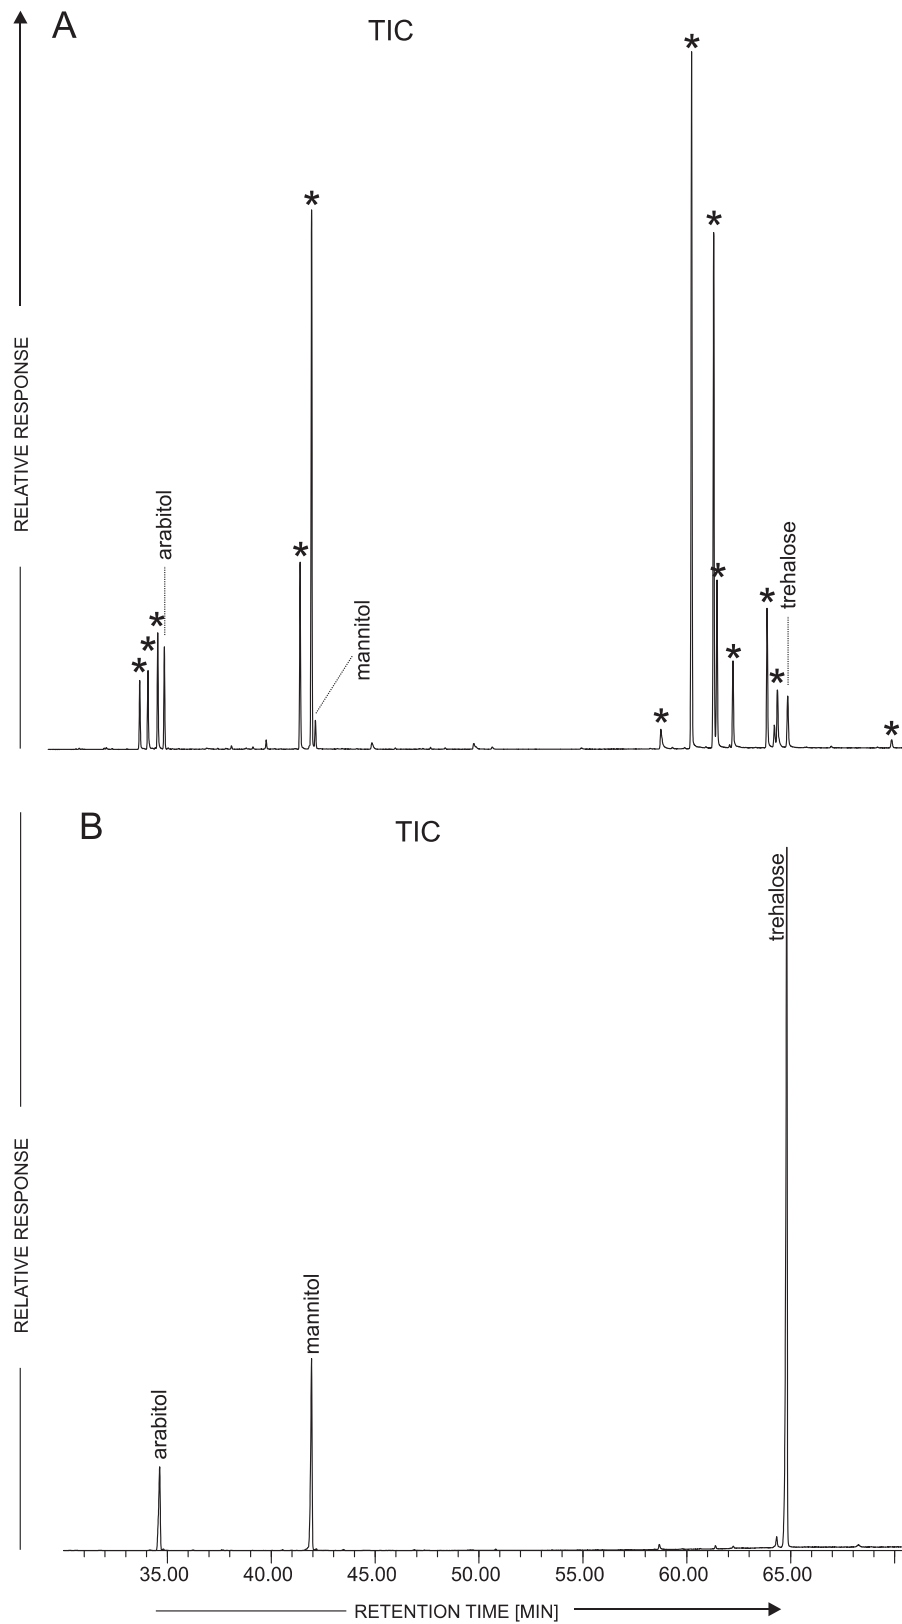 A
TIC
*
*
*
*
*
*
*
*
*
*
*
*
*
*
arabitol
mannitol
trehalose
RELATIVE RESPONSE
B
TIC
trehalose
mannitol
arabitol
RELATIVE RESPONSE
35.00 40.00 45.00 50.00 55.00 60.00 65.00
RETENTION TIME [MIN]